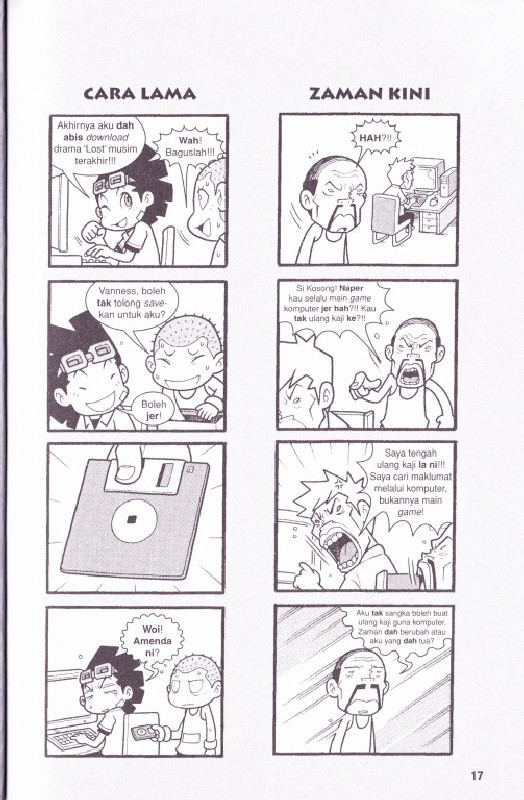 CARA LAMA
Akhirnya aku dah
abis download
drama 'Lost' musim
terakhir!!!
Wah!!
Baguslah!!!
Vanness, boleh
tak tolong save-
kan untuk aku?
Boleh
jer!
Woi!
Amenda
ni?
ZAMAN KINI
HAH?!!
Si Kosong! Naper
kau selalu main game
komputer jer hah?!! Kau
tak ulang kaji ke?!!
Saya tengah
ulang kaji la ni!!!
Saya cari maklumat
melalui komputer,
bukannya main
game!
Aku tak sangka boleh buat
ulang kaji guna komputer.
Zaman dah berubah atau
aku yang dah tua?
17